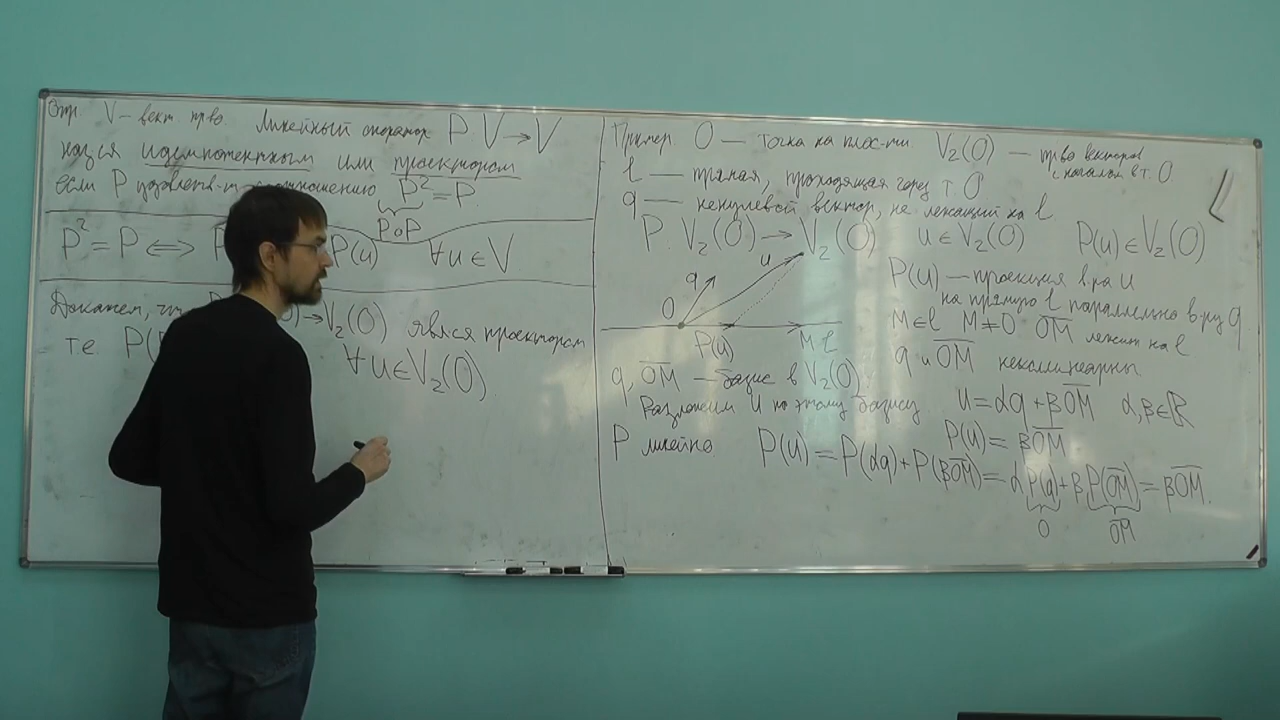 Опр. V – вект пр-во. Линейный оператор P V → V
наз-ся идемпотентным или проектором
если P удовлетв-т соотношению P² = P.
P∘P
P² = P ⟺ P(u) ∀u∈V
Докажем, что → V₂(O) явл-ся проектором
т.е. P(
∀u∈V₂(O)
Пример O — точка на плос-ти. V₂(O) — пр-во векторов
с началом в т. O
l — прямая, проходящая через т O
q — ненулевой вектор, не лежащий на l
P. V₂(O) → V₂(O) u∈V₂(O) P(u)∈V₂(O)
q u
O
P(u) M l
P(u) — проекция в-ра u
на прямую l параллельно в-ру q
M∈l M≠O OM̅ лежит на l
q и OM̅ неколлинеарны
q, OM̅ — базис в V₂(O)
Разложим u по этому базису u = αq + βOM̅ α, β∈ℝ
P(u) = βOM̅
P линейно P(u) = P(αq) + P(βOM̅) = αP(q) + βP(OM̅) = βOM̅.
0 OM̅